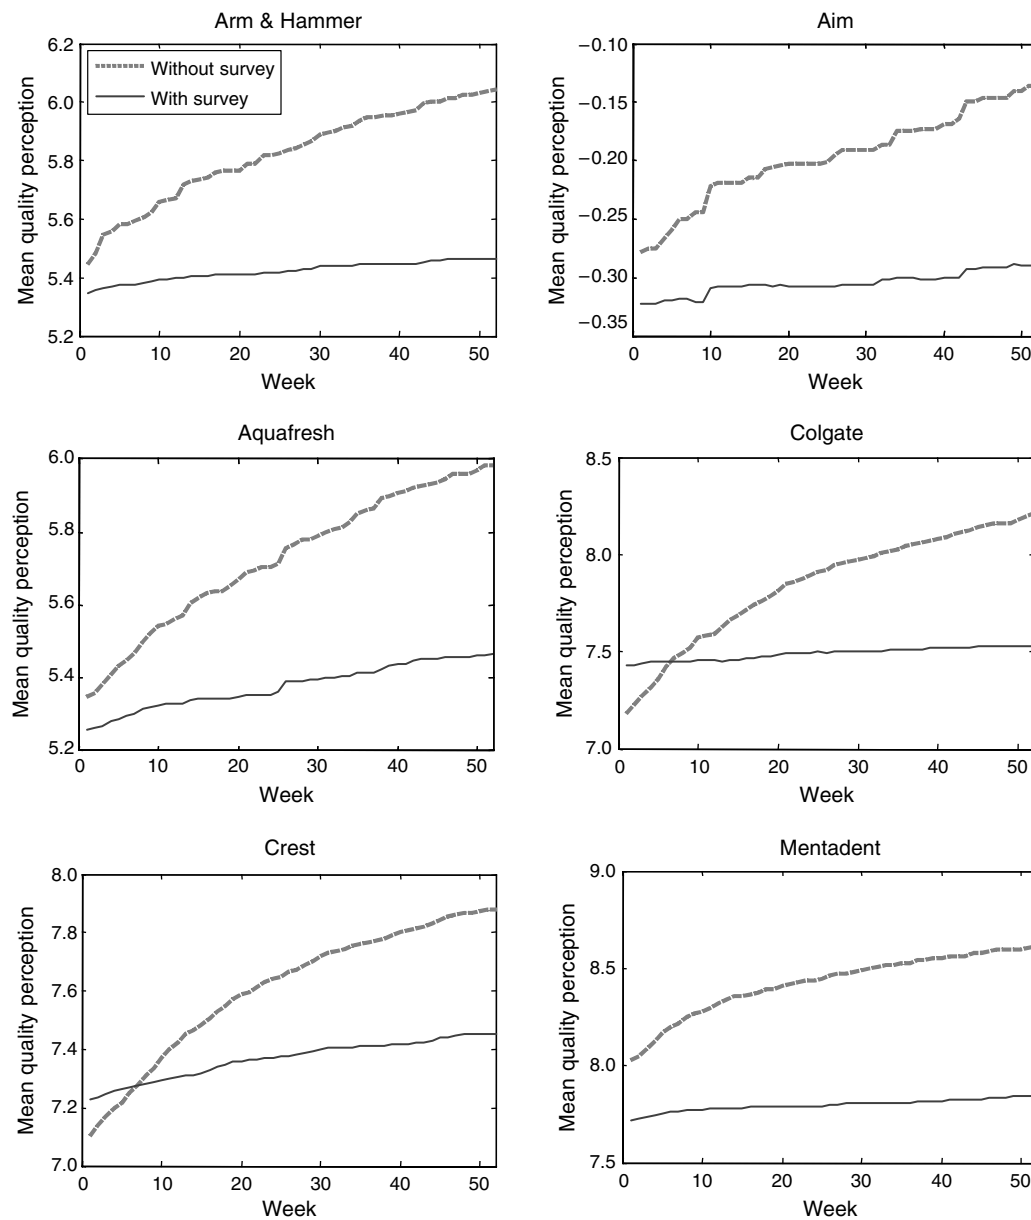 Arm & Hammer
Mean quality perception
6.2
6.0
5.8
5.6
5.4
5.2
Without survey
With survey
0 10 20 30 40 50
Week
Aim
Mean quality perception
−0.10
−0.15
−0.20
−0.25
−0.30
−0.35
0 10 20 30 40 50
Week
Aquafresh
Mean quality perception
6.0
5.8
5.6
5.4
5.2
0 10 20 30 40 50
Week
Colgate
Mean quality perception
8.5
8.0
7.5
7.0
0 10 20 30 40 50
Week
Crest
Mean quality perception
8.0
7.8
7.6
7.4
7.2
7.0
0 10 20 30 40 50
Week
Mentadent
Mean quality perception
9.0
8.5
8.0
7.5
0 10 20 30 40 50
Week